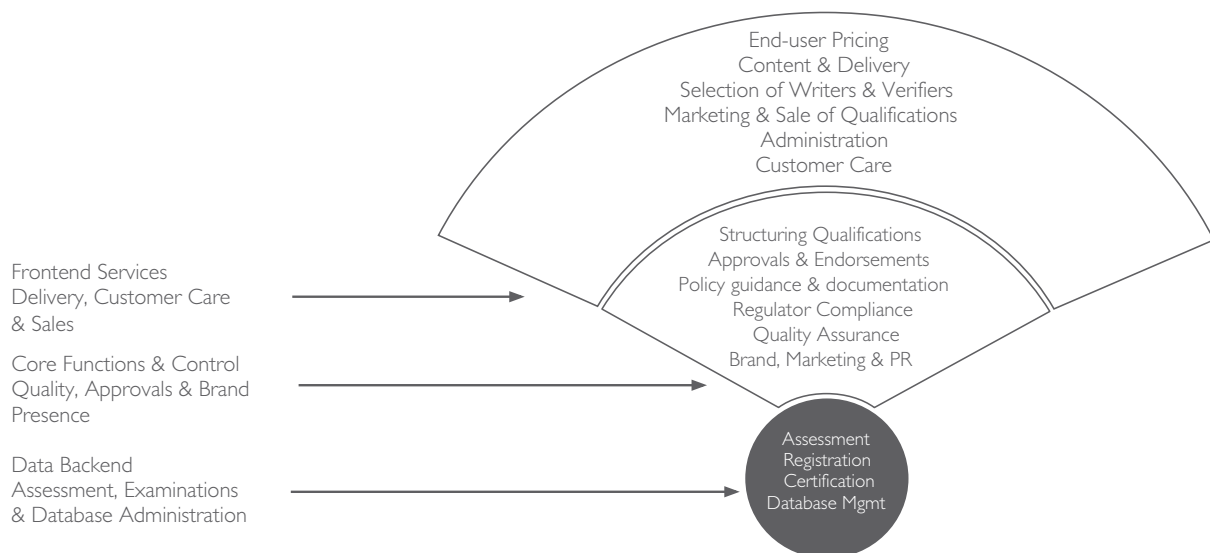 End-user Pricing
Content & Delivery
Selection of Writers & Verifiers
Marketing & Sale of Qualifications
Administration
Customer Care
Structuring Qualifications
Approvals & Endorsements
Policy guidance & documentation
Regulator Compliance
Quality Assurance
Brand, Marketing & PR
Frontend Services
Delivery, Customer Care
& Sales
Core Functions & Control
Quality, Approvals & Brand
Presence
Assessment
Registration
Certification
Database Mgmt
Data Backend
Assessment, Examinations
& Database Administration